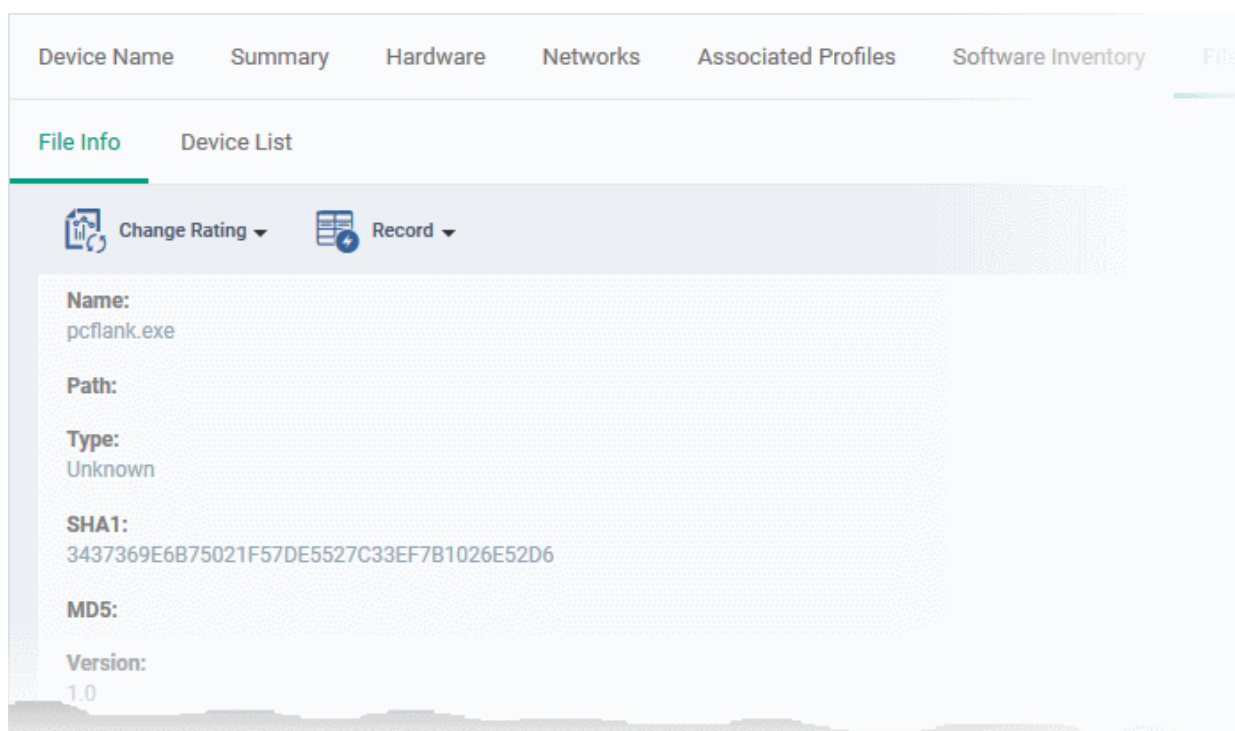 Device Name Summary Hardware Networks Associated Profiles Software Inventory File
File Info Device List
Change Rating Record
Name:
pcflank.exe
Path:
Type:
Unknown
SHA1:
3437369E6B75021F57DE5527C33EF7B1026E52D6
MD5:
Version:
1.0